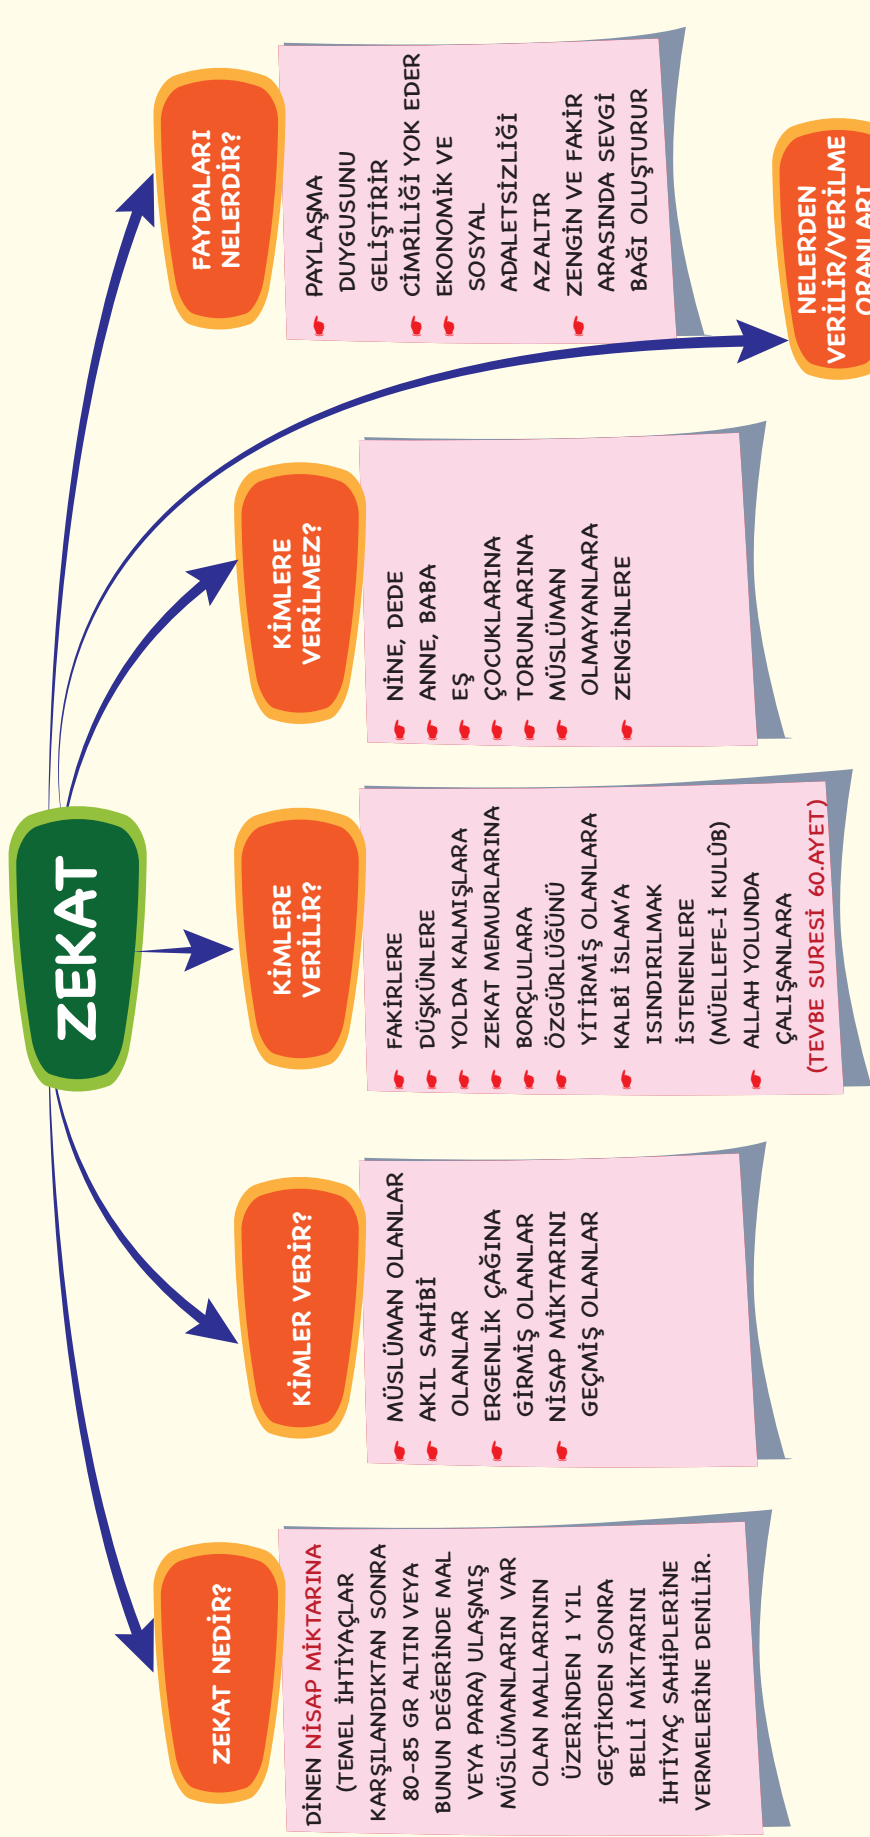 ZEKAT
ZEKAT NEDİR?
DİNEN NİSAP MİKTARINA
(TEMEL İHTİYAÇLAR
KARŞILANDIKTAN SONRA
80-85 GR ALTIN VEYA
BUNUN DEĞERİNDE MAL
VEYA PARA) ULAŞMIŞ
MÜSLÜMANLARIN VAR
OLAN MALLARININ
ÜZERİNDEN 1 YIL
GEÇTİKDEN SONRA
BELLİ MİKTARINI
İHTİYAÇ SAHİPLERİNE
VERMELERİNE DENİLİR.
KİMLER VERİR?
MÜSLÜMAN OLANLAR
AKIL SAHİBİ
OLANLAR
ERGENLİK ÇAĞINA
GİRMİŞ OLANLAR
NİSAP MİKTARINI
GEÇMİŞ OLANLAR
KİMLERE
VERİLİR?
FAKİRLERE
DÜŞKÜNLERE
YOLDA KALMIŞLARA
ZEKAT MEMURLARINA
BORÇLULARA
ÖZGÜRLÜĞÜNÜ
YİTİRMİŞ OLANLARA
KALBİ İSLAM'A
ISINDIRILMAK
İSTENENLERE
(MÜELLEFE-İ KULÛB)
ALLAH YOLUNDA
ÇALIŞANLARA
(TEVBE SURESİ 60.AYET)
KİMLERE
VERİLMEZ?
NİNE, DEDE
ANNE, BABA
EŞ
ÇOCUKLARINA
TORUNLARINA
MÜSLÜMAN
OLMAYANLARA
ZENGİNLERE
FAYDALARI
NELERDİR?
PAYLAŞMA
DUYGUSUNU
GELİŞTİRİR
CİMRİLİĞİ YOK EDER
EKONOMİK VE
SOSYAL
ADALETSİZLİĞİ
AZALTIR
ZENGİN VE FAKİR
ARASINDA SEVGİ
BAĞI OLUŞTURUR
NELERDEN
VERİLİR/VERİLME
ORANLARI